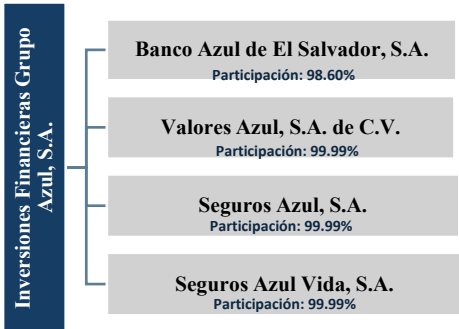 Inversiones Financieras Grupo
Azul, S.A.
Banco Azul de El Salvador, S.A.
Participación: 98.60%
Valores Azul, S.A. de C.V.
Participación: 99.99%
Seguros Azul, S.A.
Participación: 99.99%
Seguros Azul Vida, S.A.
Participación: 99.99%